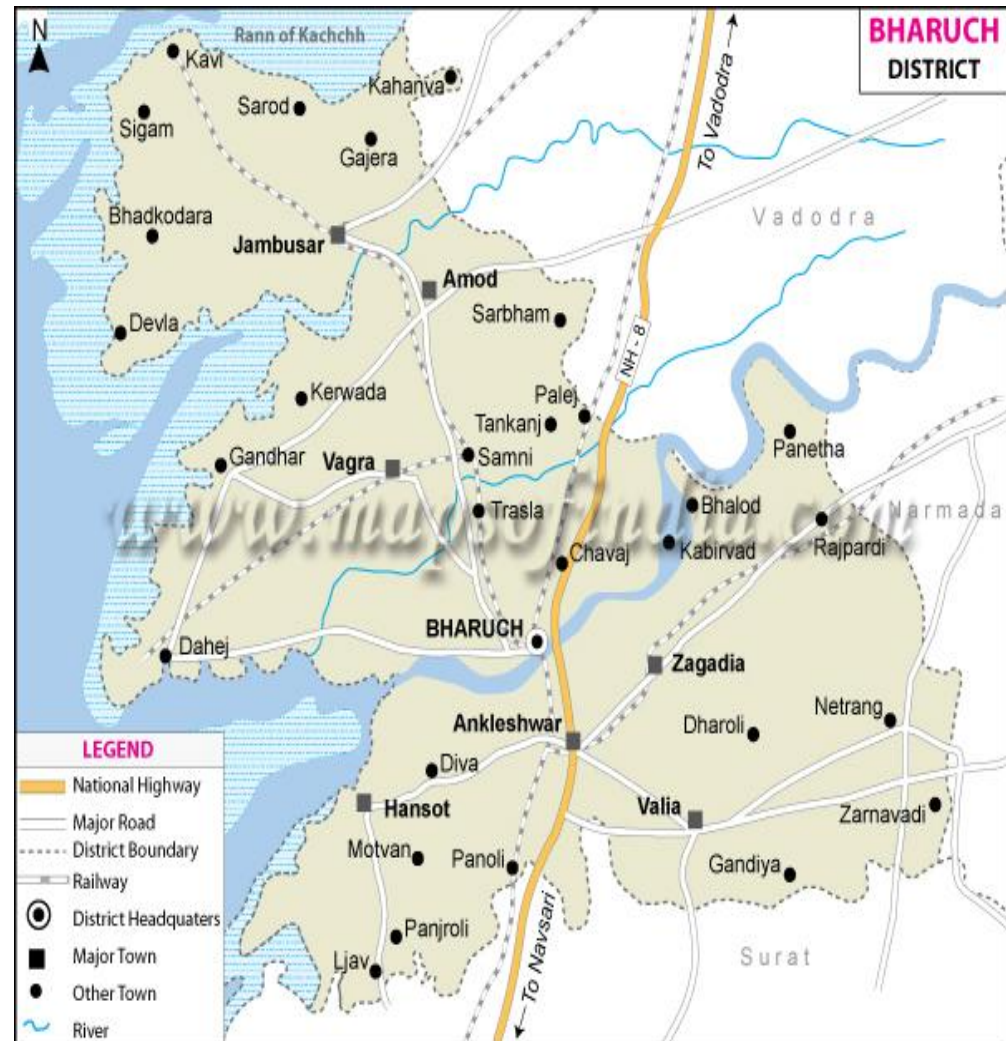 N
Rann of Kachchh
BHARUCH
DISTRICT
To Vadodra
Kavi
Kahanva
Sarod
Sigam
Gajera
Bhadkodara
Jambusar
Vadodra
Amod
Sarbham
Devla
NH - 8
Kerwada
Palej
Tankanj
Panetha
Gandhar
Vagra
Samni
www.mapsofindia.com
Trasla
Bhalod
Narmada
Chavaj
Kabirvad
Rajpardi
BHARUCH
Dahej
Zagadia
Ankleshwar
Dharoli
Netrang
LEGEND
National Highway
Major Road
District Boundary
Railway
District Headquaters
Major Town
Other Town
River
Diva
Hansot
Valia
Zarnavadi
Motvan
Panoli
Gandiya
Panjroli
Ljav
To Navsari
Surat